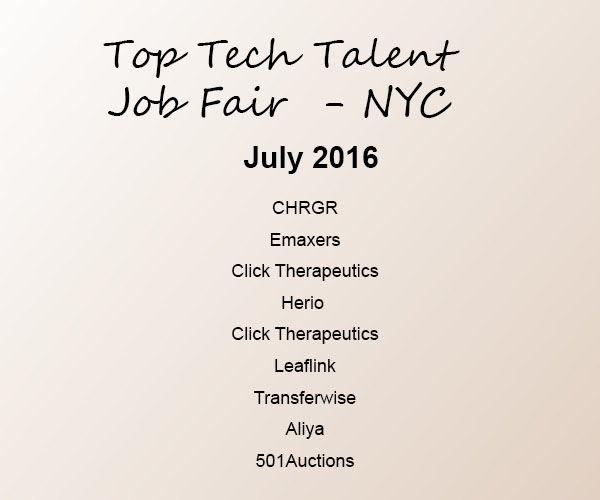 Top Tech Talent
Job Fair - NYC
July 2016
CHRGR
Emaxers
Click Therapeutics
Herio
Click Therapeutics
Leaflink
Transferwise
Aliya
501Auctions